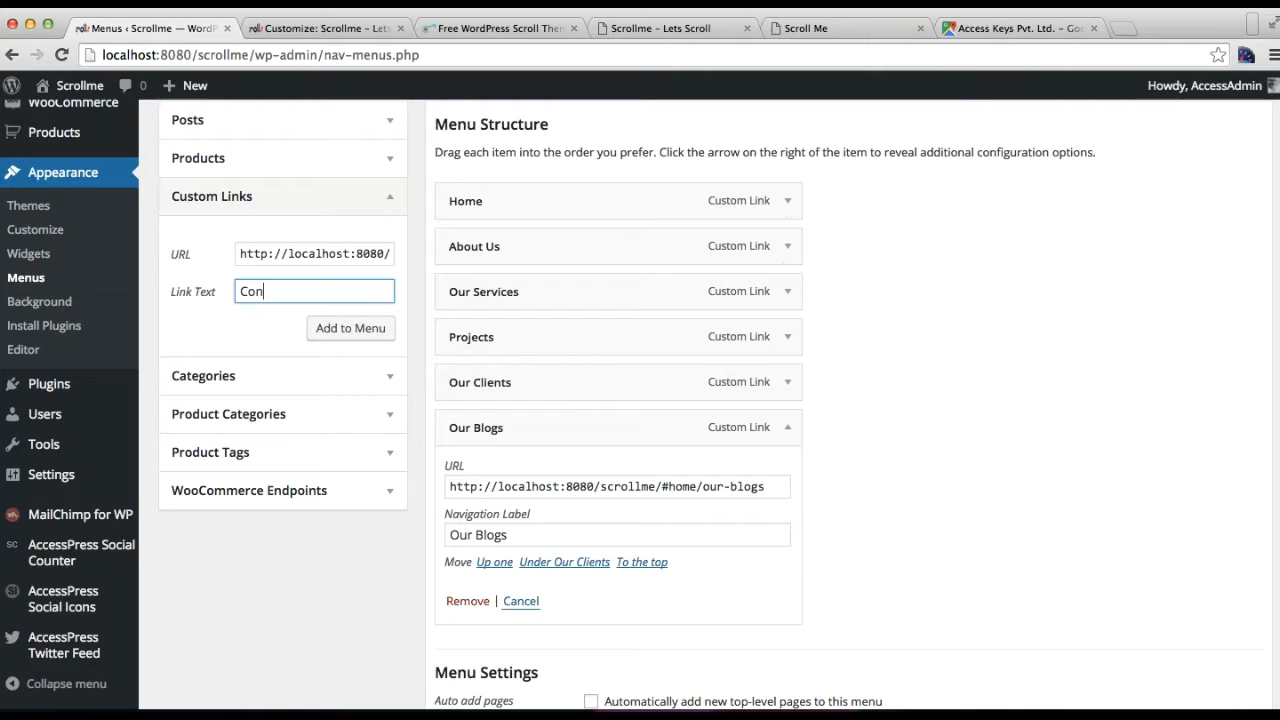 Menus ‹ Scrollme — WordP
Customize: Scrollme – Lets
Free WordPress Scroll Then
Scrollme – Lets Scroll
Scroll Me
Access Keys Pvt. Ltd. – Goo
localhost:8080/scrollme/wp-admin/nav-menus.php
Scrollme
0
New
Howdy, AccessAdmin
WooCommerce
Products
Appearance
Themes
Customize
Widgets
Menus
Background
Install Plugins
Editor
Plugins
Users
Tools
Settings
MailChimp for WP
SC
AccessPress Social
Counter
AccessPress
Social Icons
AccessPress
Twitter Feed
Collapse menu
Posts
Products
Custom Links
URL
http://localhost:8080/
Link Text
Con
Add to Menu
Categories
Product Categories
Product Tags
WooCommerce Endpoints
Menu Structure
Drag each item into the order you prefer. Click the arrow on the right of the item to reveal additional configuration options.
Home Custom Link
About Us Custom Link
Our Services Custom Link
Projects Custom Link
Our Clients Custom Link
Our Blogs Custom Link
URL
http://localhost:8080/scrollme/#home/our-blogs
Navigation Label
Our Blogs
Move Up one Under Our Clients To the top
Remove | Cancel
Menu Settings
Auto add pages
Automatically add new top-level pages to this menu